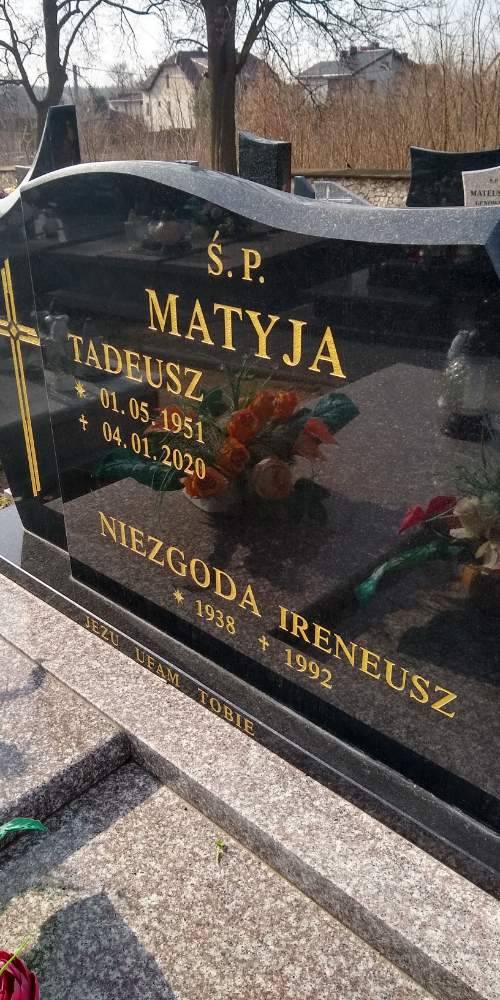 Ś. P.
MATYJA
TADEUSZ
* 01.05.1951
✝ 04.01.2020
NIEZGODA IRENEUSZ
* 1938 ✝ 1992
JEZU UFAM TOBIE